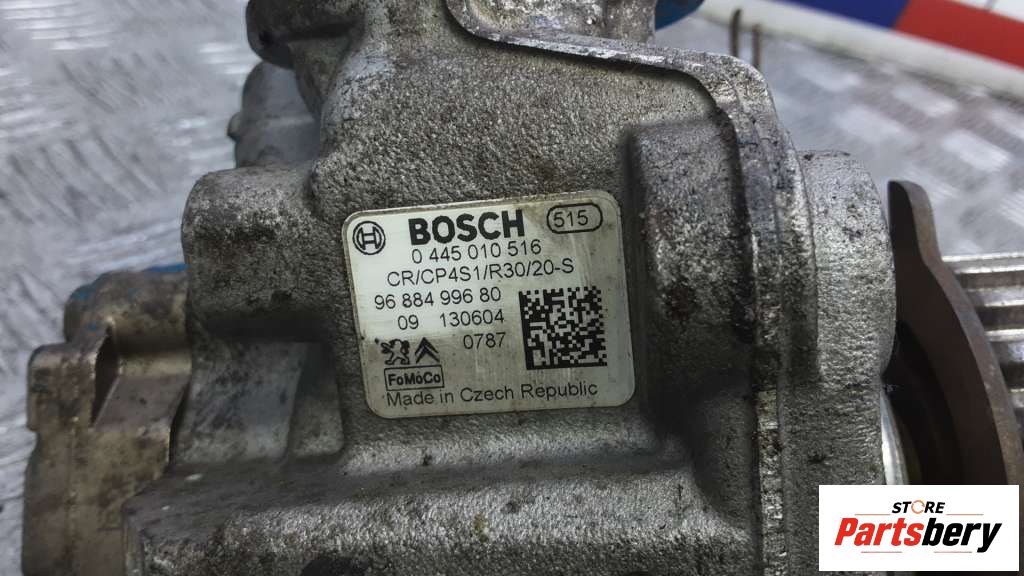 BOSCH 515
0 445 010 516
CR/CP4S1/R30/20-S
96 884 996 80
09 130604
0787
FoMoCo
Made in Czech Republic
STORE
Partsbery